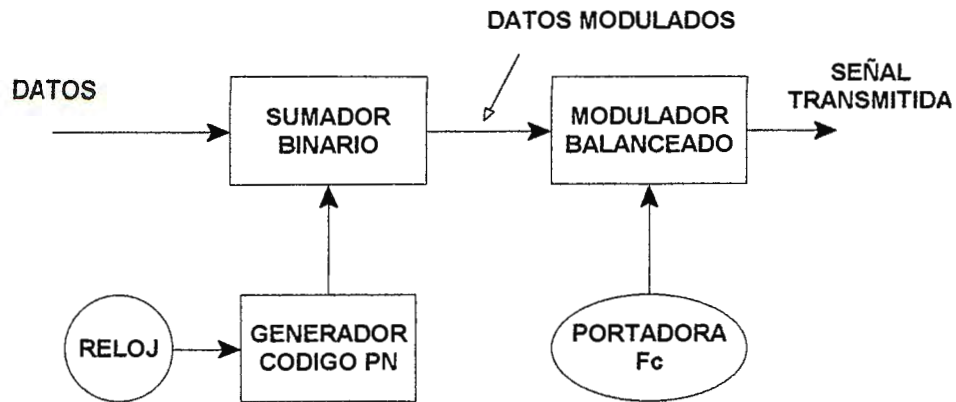 DATOS MODULADOS
DATOS
SUMADOR
BINARIO
MODULADOR
BALANCEADO
SEÑAL
TRANSMITIDA
RELOJ
GENERADOR
CODIGO PN
PORTADORA
Fc